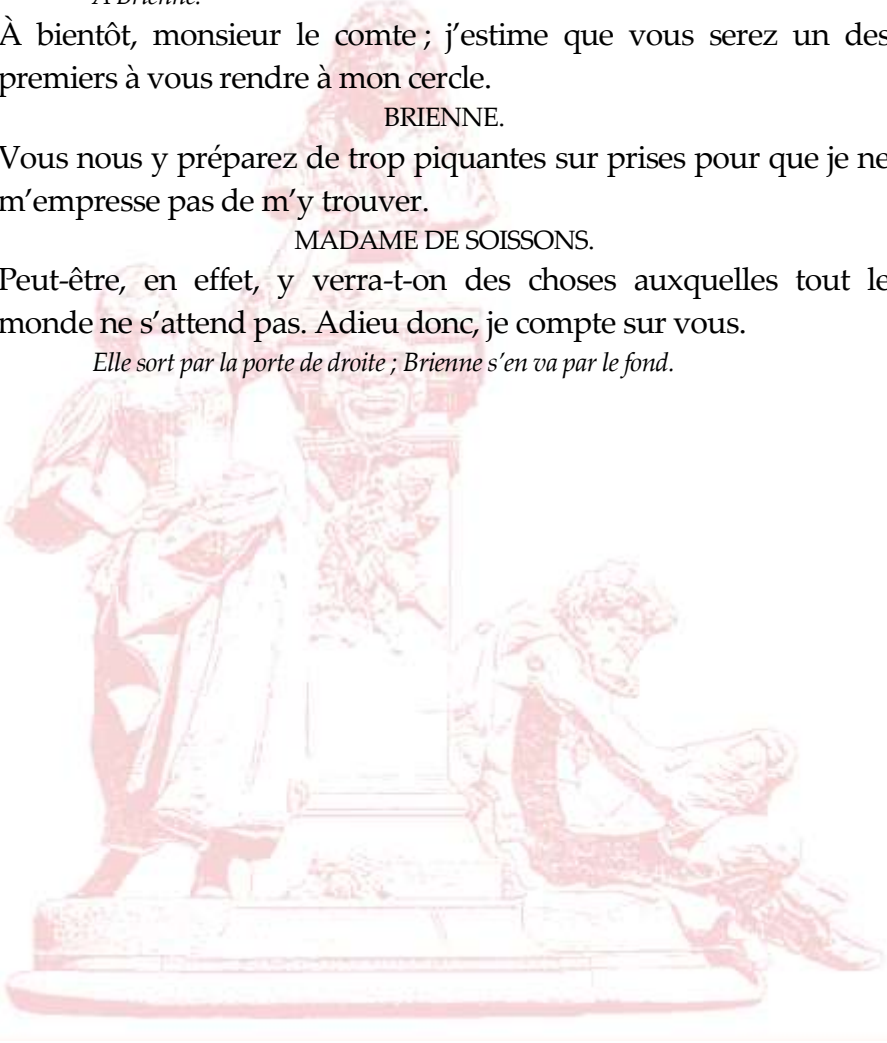 À Brienne.
À bientôt, monsieur le comte ; j’estime que vous serez un des
premiers à vous rendre à mon cercle.
BRIENNE.
Vous nous y préparez de trop piquantes sur prises pour que je ne
m’empresse pas de m’y trouver.
MADAME DE SOISSONS.
Peut-être, en effet, y verra-t-on des choses auxquelles tout le
monde ne s’attend pas. Adieu donc, je compte sur vous.
Elle sort par la porte de droite ; Brienne s’en va par le fond.